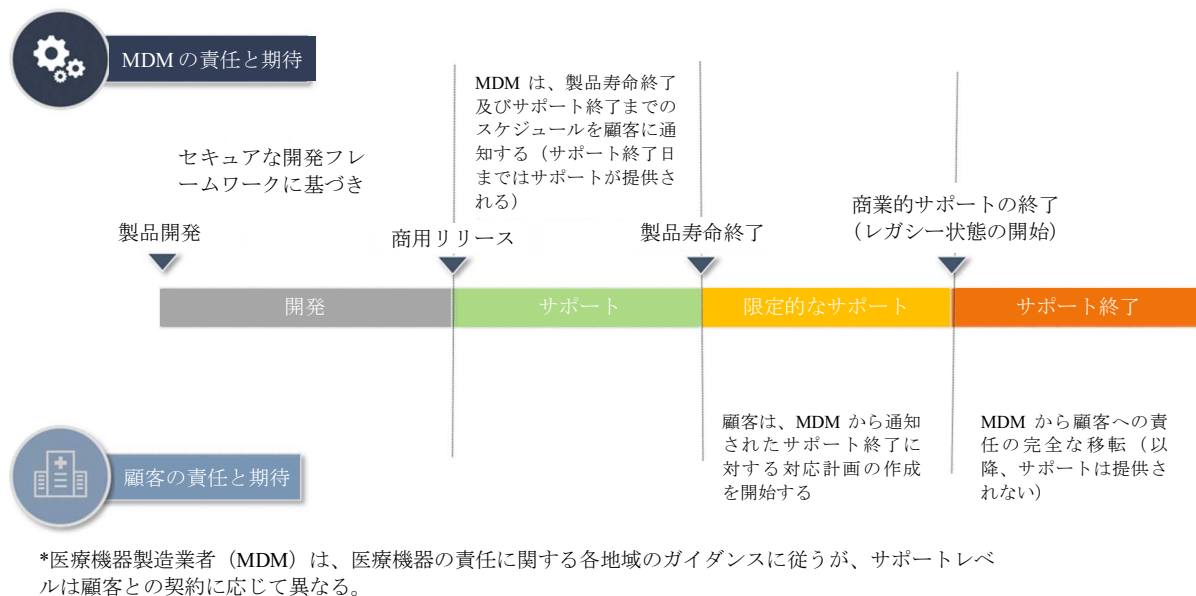 MDM の責任と期待
MDM は、製品寿命終了
及びサポート終了までの
スケジュールを顧客に通
知する（サポート終了日
まではサポートが提供さ
れる）
セキュアな開発フレ
ームワークに基づき
製品開発
商用リリース
製品寿命終了
商業的サポートの終了
（レガシー状態の開始）
開発
サポート
限定的なサポート
サポート終了
顧客の責任と期待
顧客は、MDM から通知
されたサポート終了に
対する対応計画の作成
を開始する
MDM から顧客への責
任の完全な移転（以
降、サポートは提供さ
れない）
*医療機器製造業者（MDM）は、医療機器の責任に関する各地域のガイダンスに従うが、サポートレベ
ルは顧客との契約に応じて異なる。